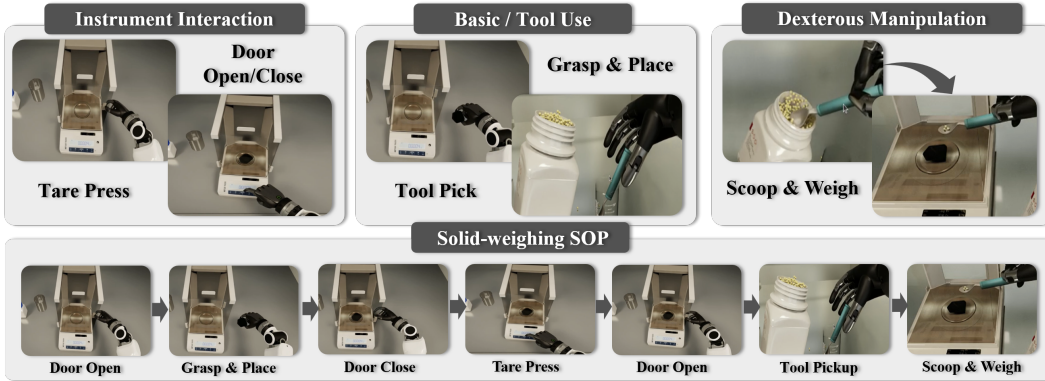 Instrument Interaction
Basic / Tool Use
Dexterous Manipulation
Door
Open/Close
Tare Press
Grasp & Place
Tool Pick
Scoop & Weigh
Solid-weighing SOP
Door Open
Grasp & Place
Door Close
Tare Press
Door Open
Tool Pickup
Scoop & Weigh